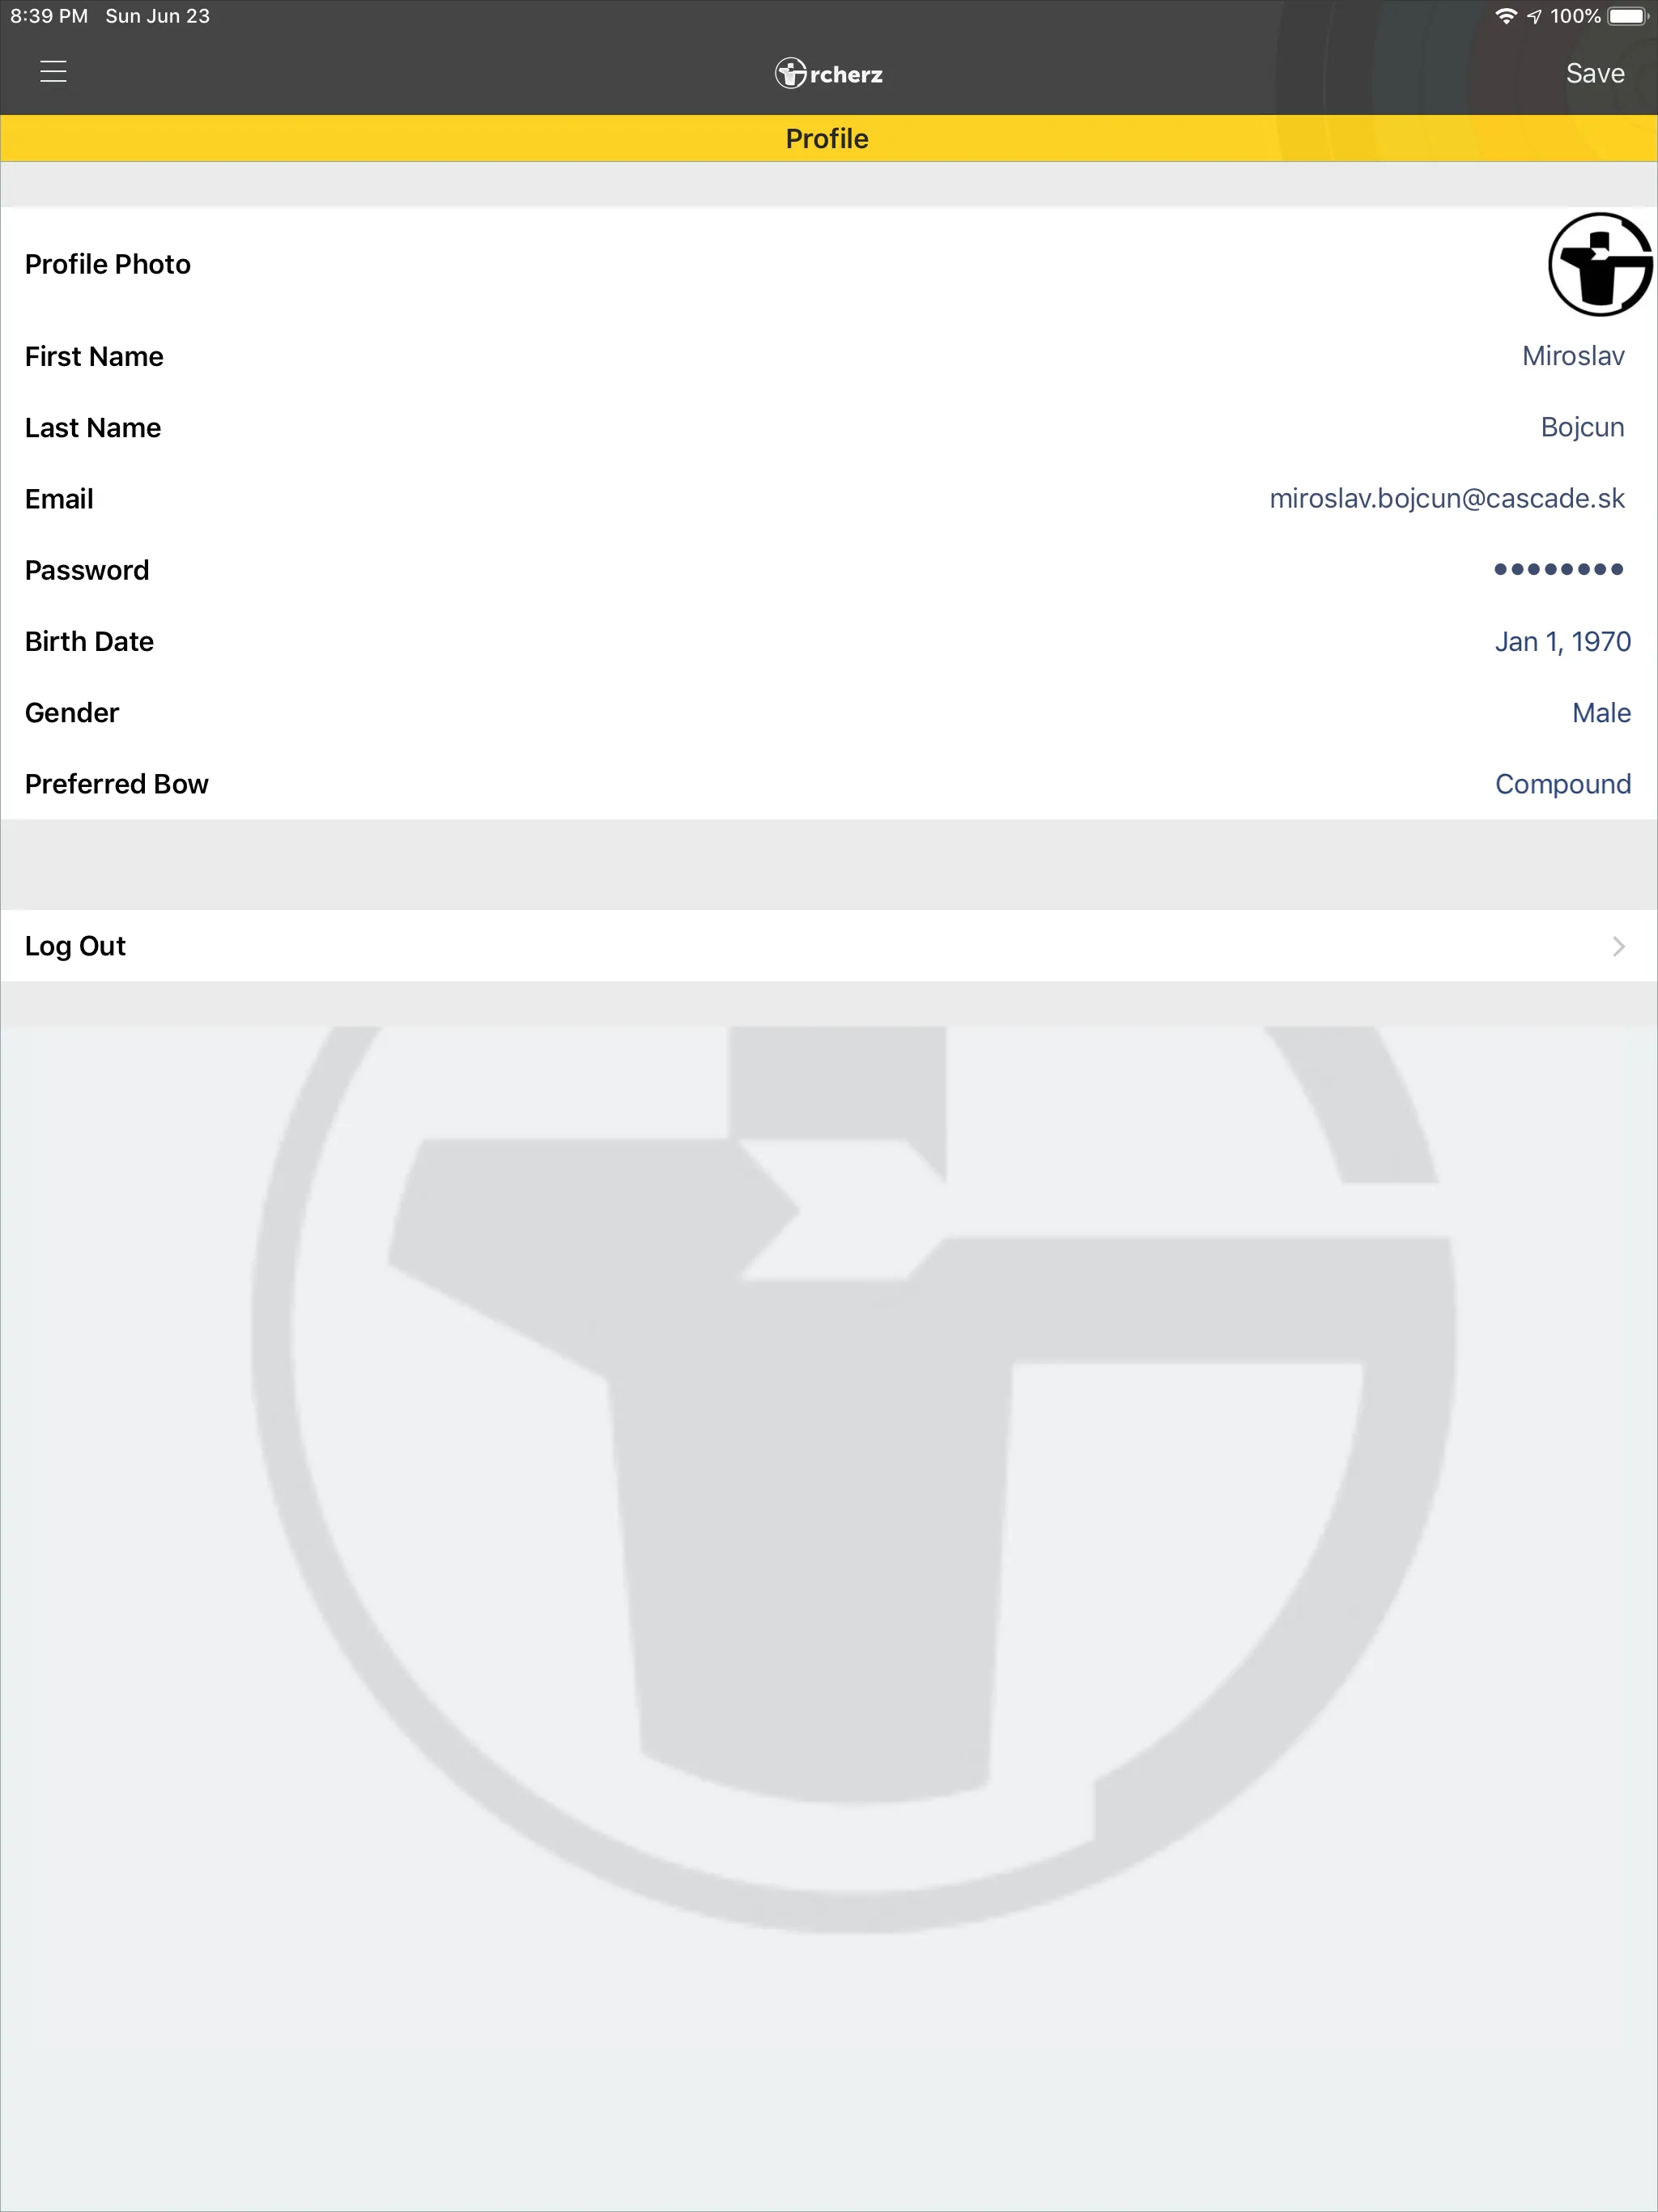 8:39 PM Sun Jun 23 100%
rcherz Save
Profile
Profile Photo
First Name Miroslav
Last Name Bojcun
Email miroslav.bojcun@cascade.sk
Password ••••••••
Birth Date Jan 1, 1970
Gender Male
Preferred Bow Compound
Log Out